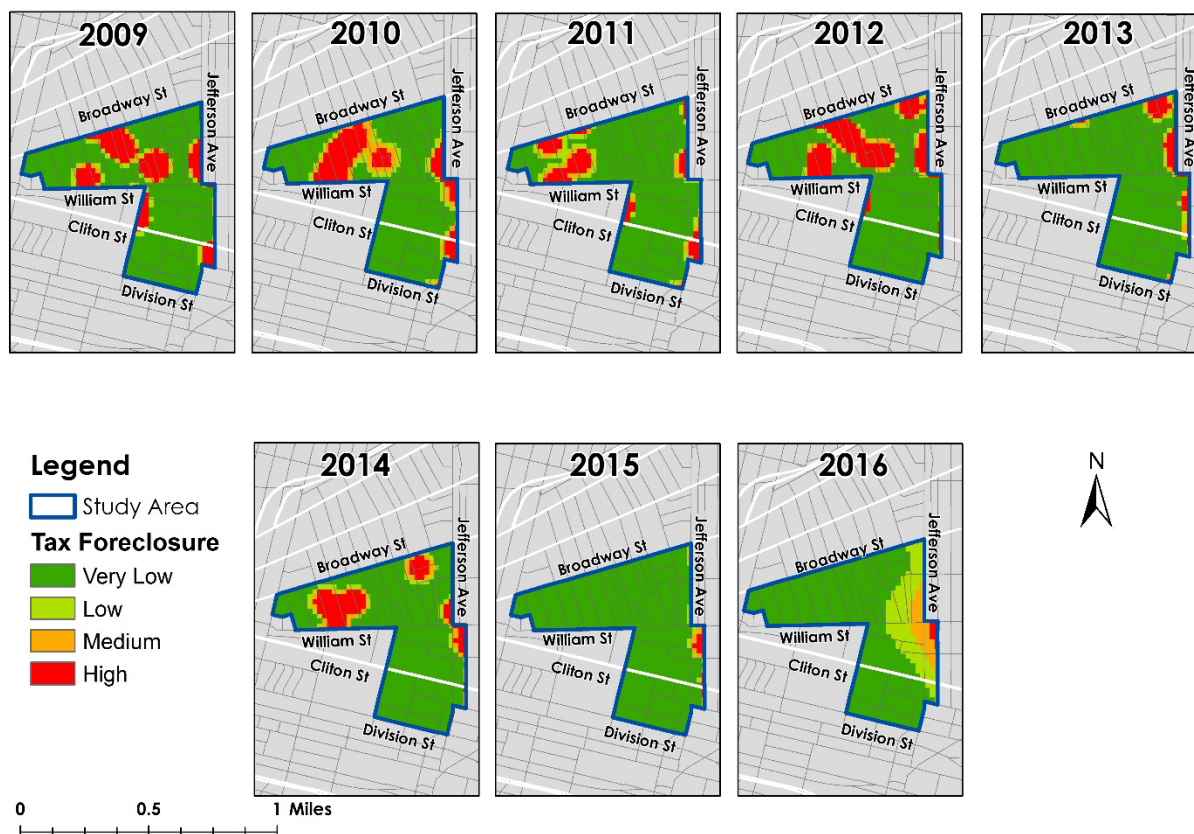 2009
Broadway St
Jefferson Ave
William St
Cliton St
Division St
2010
Broadway St
Jefferson Ave
William St
Cliton St
Division St
2011
Broadway St
Jefferson Ave
William St
Cliton St
Division St
2012
Broadway St
Jefferson Ave
William St
Cliton St
Division St
2013
Broadway St
Jefferson Ave
William St
Cliton St
Division St
Legend
Study Area
Tax Foreclosure
Very Low
Low
Medium
High
2014
Broadway St
Jefferson Ave
William St
Cliton St
Division St
2015
Broadway St
Jefferson Ave
William St
Cliton St
Division St
2016
Broadway St
Jefferson Ave
William St
Cliton St
Division St
N
0 0.5 1 Miles